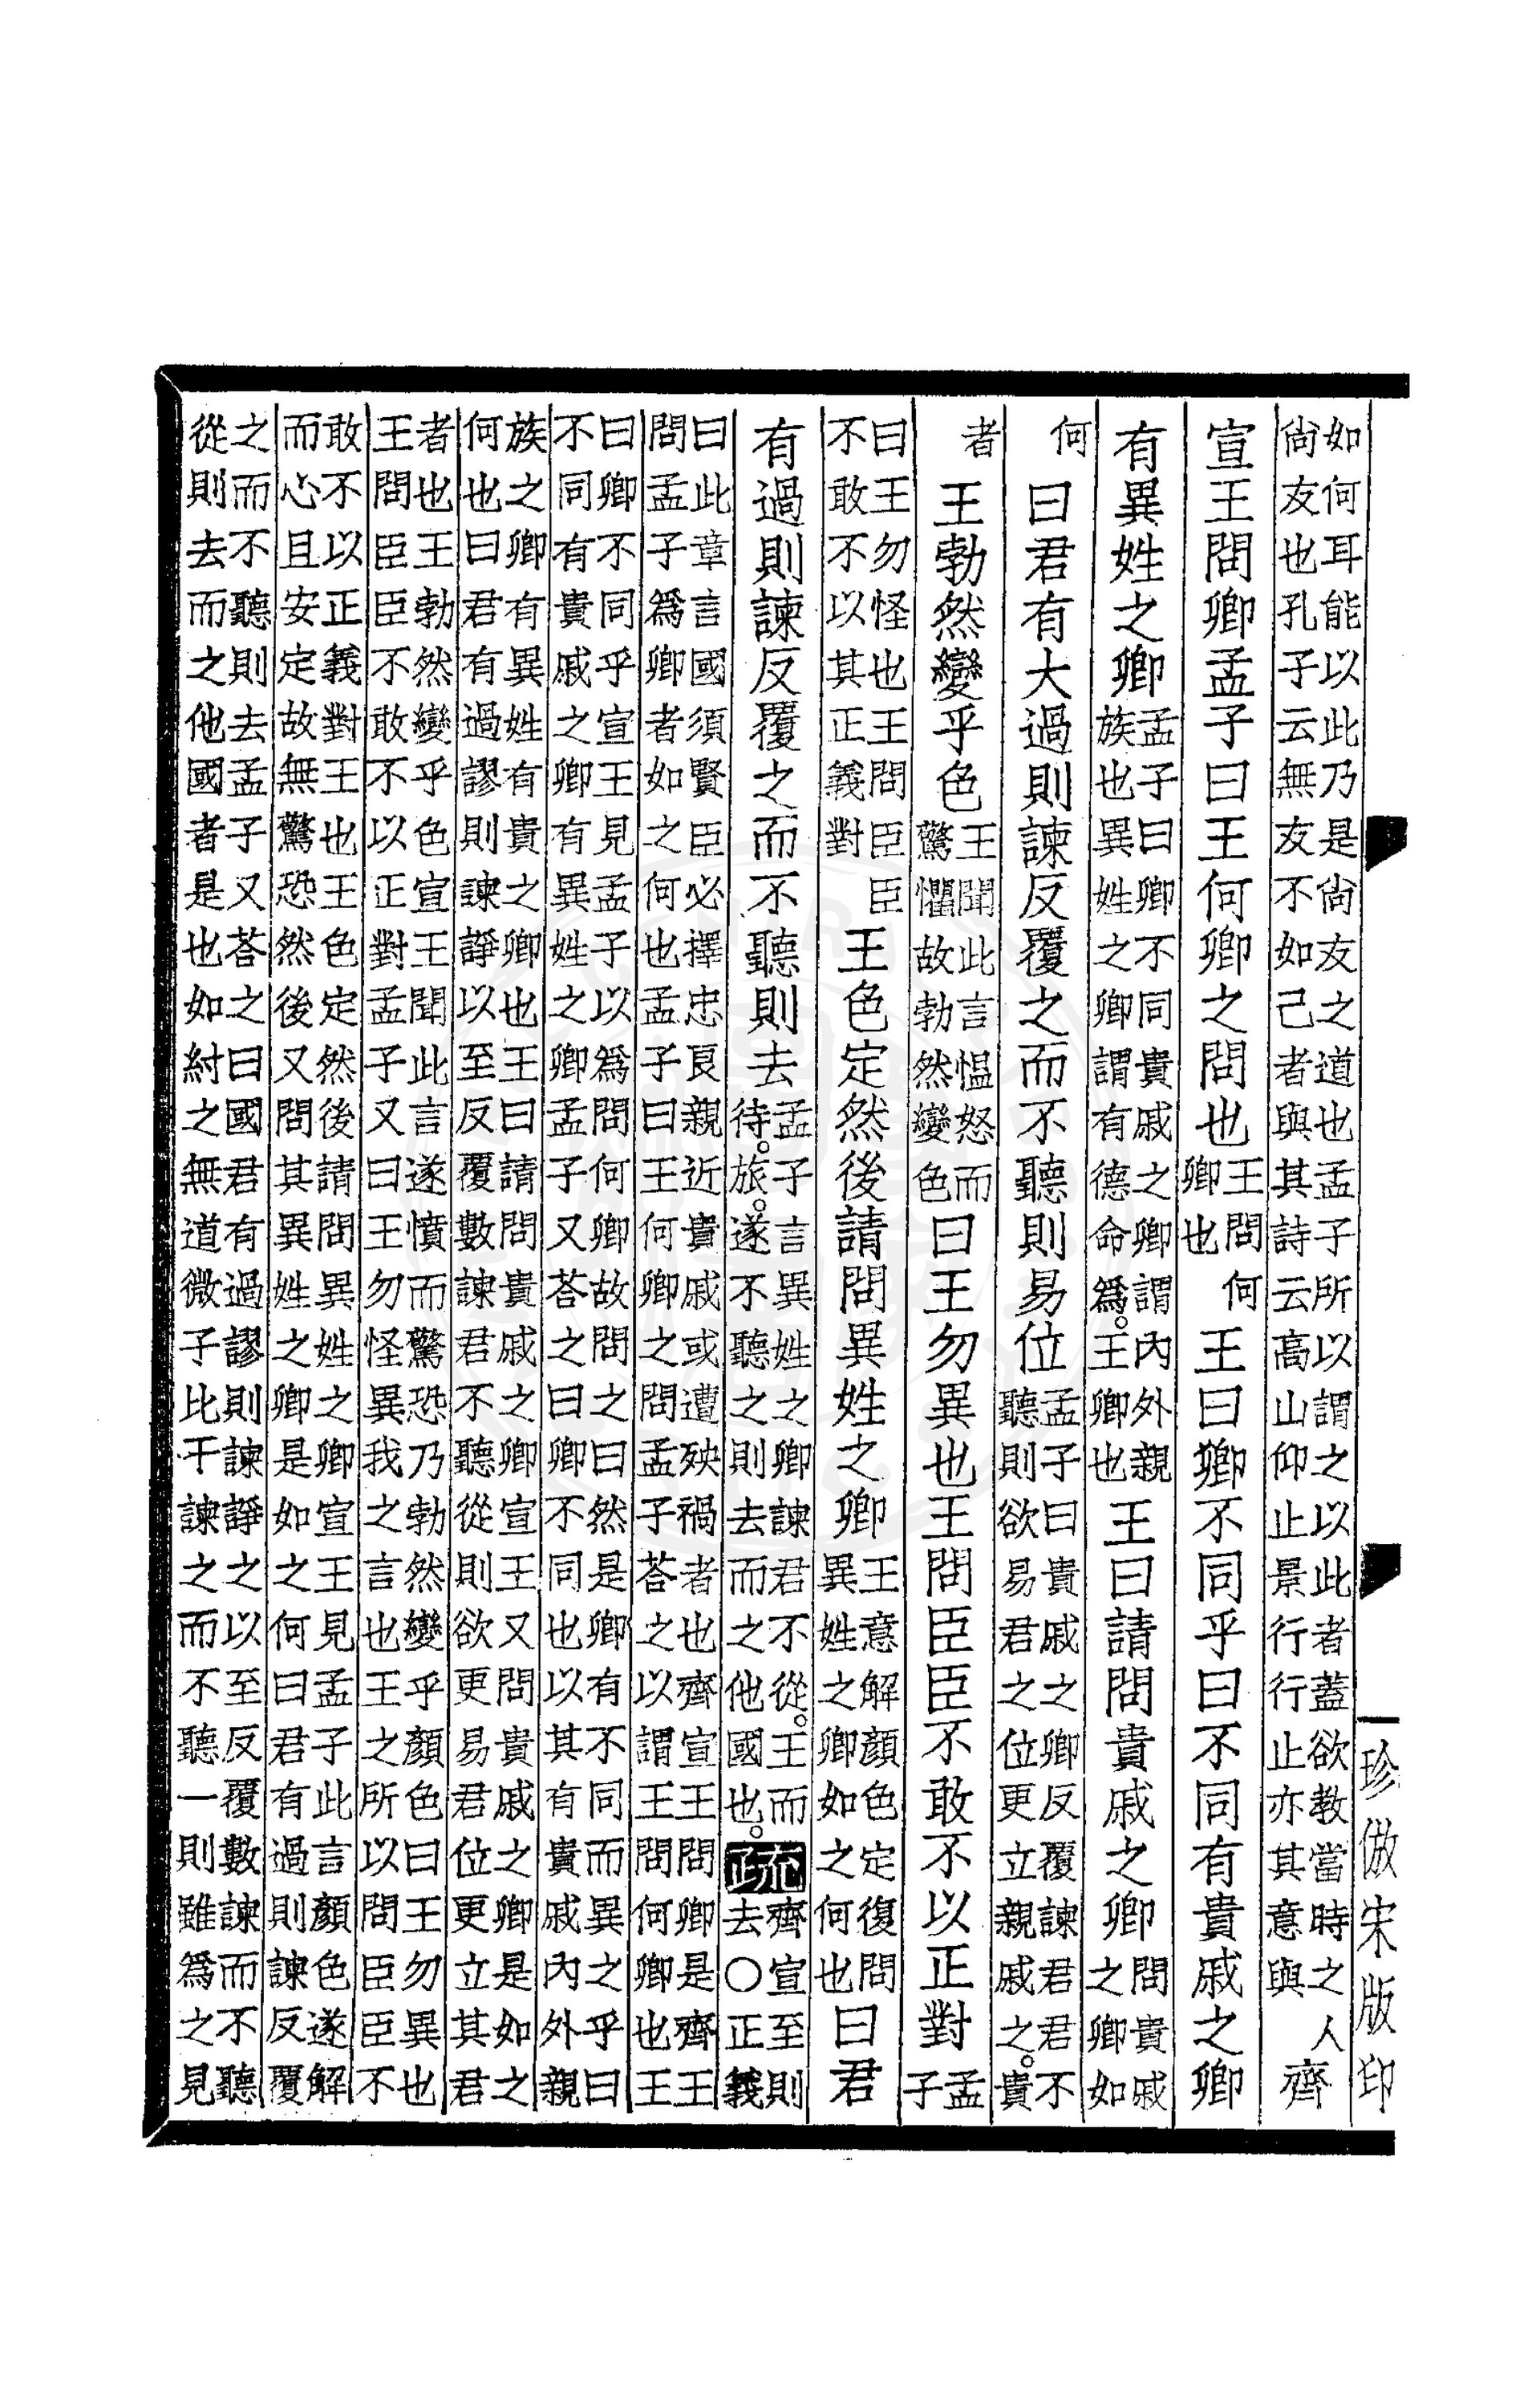 如何耳能以此乃是尚友之道也孟子所以謂之以此者蓋欲教當時之人尚友也孔子云無友不如己者與其詩云高山仰止景行行止亦其意與齊
宣王問卿孟子曰王何卿之問也王問何卿也王曰卿不同乎曰不同有貴戚之卿
有異姓之卿孟子曰卿不同貴戚之卿謂內外親族也異姓之卿謂有德命爲。王卿也王曰請問貴戚之卿問貴戚之卿如
何曰君有大過則諫反覆之而不聽則易位孟子曰貴戚之卿反覆諫君君不聽則欲易君之位更立親戚之。貴
者王勃然變乎色王聞此言慍怒而驚懼故勃然變色曰王勿異也王問臣臣不敢不以正對孟子
曰王勿怪也王問臣臣不敢不以其正義對王色定然後請問異姓之卿王意解顏色定復問異姓之卿如之何也曰君
有過則諫反覆之而不聽則去孟子言異姓之卿諫君不從。王而待。旅。遂不聽之則去而之他國也。疏齊宣至則去○正義
曰此章言國須賢臣必擇忠良親近貴戚或遭殃禍者也齊宣王問卿是齊王
問孟子爲卿者如之何也孟子曰王何卿之問孟子荅之以謂王問何卿也王
曰卿不同乎宣王見孟子以爲問何卿故問之曰然是卿有不同而異之乎曰
不同有貴戚之卿有異姓之卿孟子又荅之曰卿不同也以其有貴戚內外親
族之卿有異姓有貴之卿也王曰請問貴戚之卿宣王又問貴戚之卿是如之
何也曰君有過謬則諫諍以至反覆數諫君不聽從則欲更易君位更立其君
者也王勃然變乎色宣王聞此言遂憤而驚恐乃勃然變乎顏色曰王勿異也
王問臣臣不敢不以正對孟子又曰王勿怪異我之言也王之所以問臣臣不
敢不以正義對王也王色定然後請問異姓之卿宣王見孟子此言顏色遂解
而心且安定故無驚恐然後又問其異姓之卿是如之何曰君有過則諫反覆
之而不聽則去孟子又荅之曰國君有過謬則諫諍之以至反覆數諫而不聽
從則去而之他國者是也如紂之無道微子比干諫之而不聽一則雖爲之見
珍倣宋版印